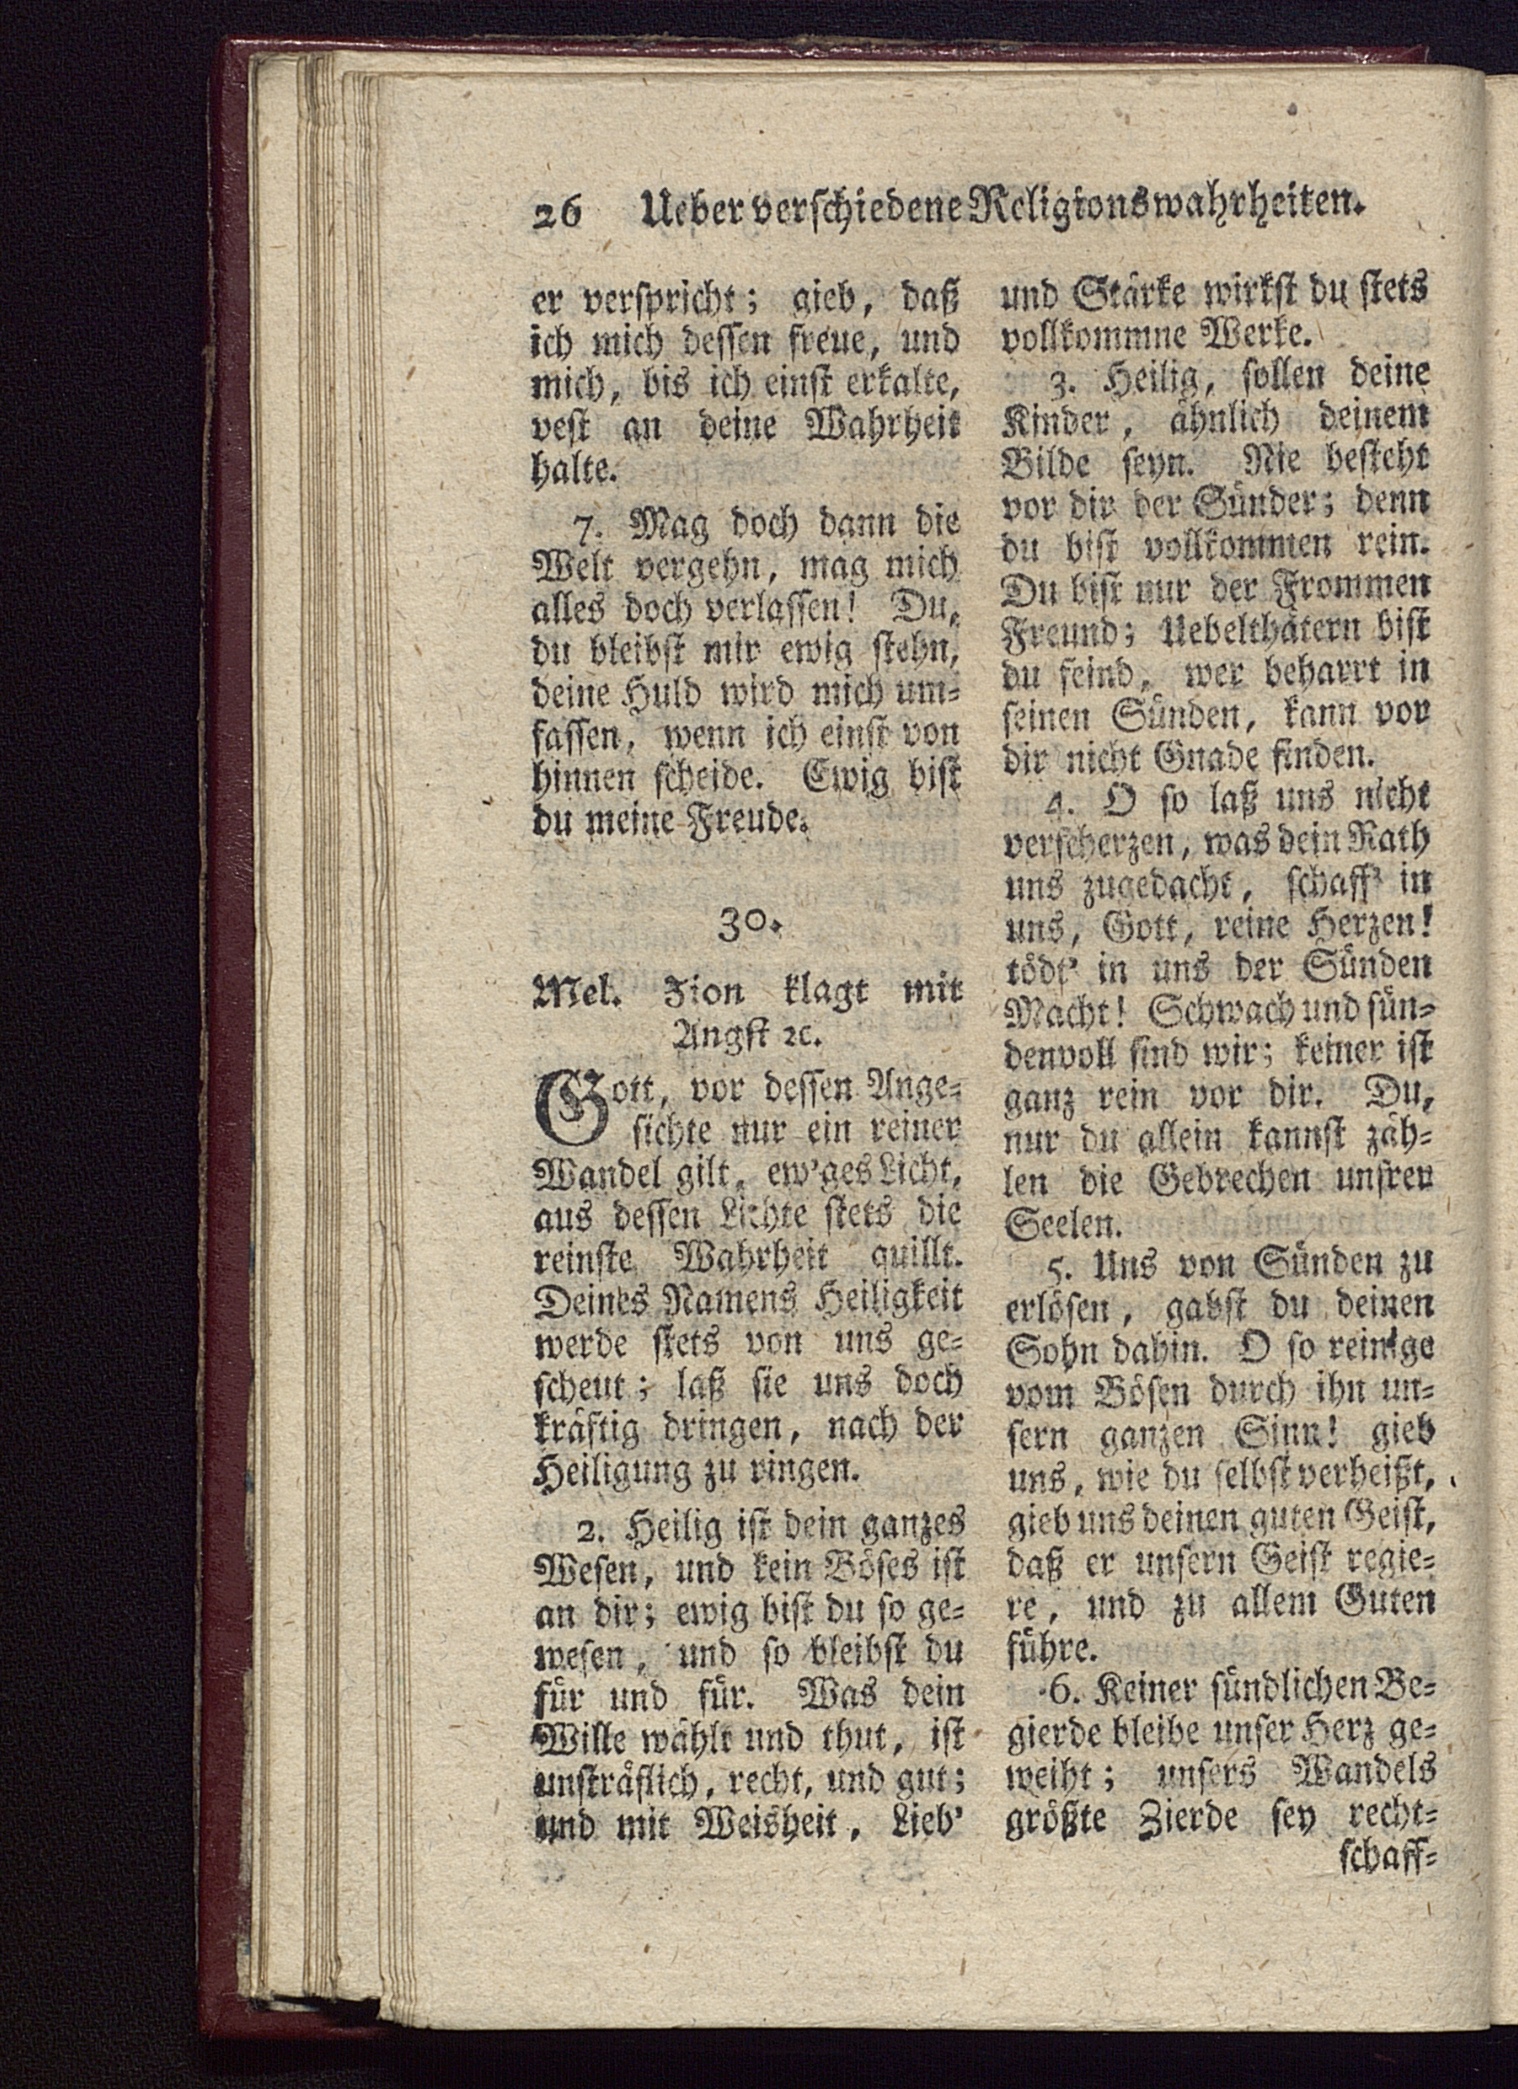 26 Ueber verschiedene Religionswahrheiten.
er verspricht; gieb, daß
ich mich dessen freue, und
mich, bis ich einst erkalte,
vest an deine Wahrheit
halte.
7. Mag doch dann die
Welt vergehn, mag mich
alles doch verlassen! Du,
du bleibst mir ewig stehn,
deine Huld wird mich um-
fassen, wenn ich einst von
hinnen scheide. Ewig bist
du meine Freude.
30.
Mel. Zion klagt mit
Angst ꝛc.
Gott, vor dessen Ange-
sichte nur ein reiner
Wandel gilt, ew'ges Licht,
aus dessen Lichte stets die
reinste Wahrheit quillt.
Deines Namens Heiligkeit
werde stets von uns ge-
scheut; laß sie uns doch
kräftig dringen, nach der
Heiligung zu ringen.
2. Heilig ist dein ganzes
Wesen, und kein Böses ist
an dir; ewig bist du so ge-
wesen, und so bleibst du
für und für. Was dein
Wille wählt und thut, ist
unsträflich, recht, und gut;
und mit Weisheit, Lieb'
und Stärke wirkst du stets
vollkommne Werke.
3. Heilig, sollen deine
Kinder, ähnlich deinem
Bilde seyn. Nie besteht
vor dir der Sünder; denn
du bist vollkommen rein.
Du bist nur der Frommen
Freund; Uebelthätern bist
du feind, wer beharrt in
seinen Sünden, kann vor
dir nicht Gnade finden.
4. O so laß uns nicht
verscherzen, was dein Rath
uns zugedacht, schaff' in
uns, Gott, reine Herzen!
tödt' in uns der Sünden
Macht! Schwach und sün-
denvoll sind wir; keiner ist
ganz rein vor dir. Du,
nur du allein kannst zäh-
len die Gebrechen unsrer
Seelen.
5. Uns von Sünden zu
erlösen, gabst du deinen
Sohn dahin. O so reinige
vom Bösen durch ihn un-
sern ganzen Sinn! gieb
uns, wie du selbst verheißt,
gieb uns deinen guten Geist,
daß er unsern Geist regie-
re, und zu allem Guten
führe.
6. Keiner sündlichen Be-
gierde bleibe unser Herz ge-
weiht; unsers Wandels
größte Zierde sey recht-
schaff-